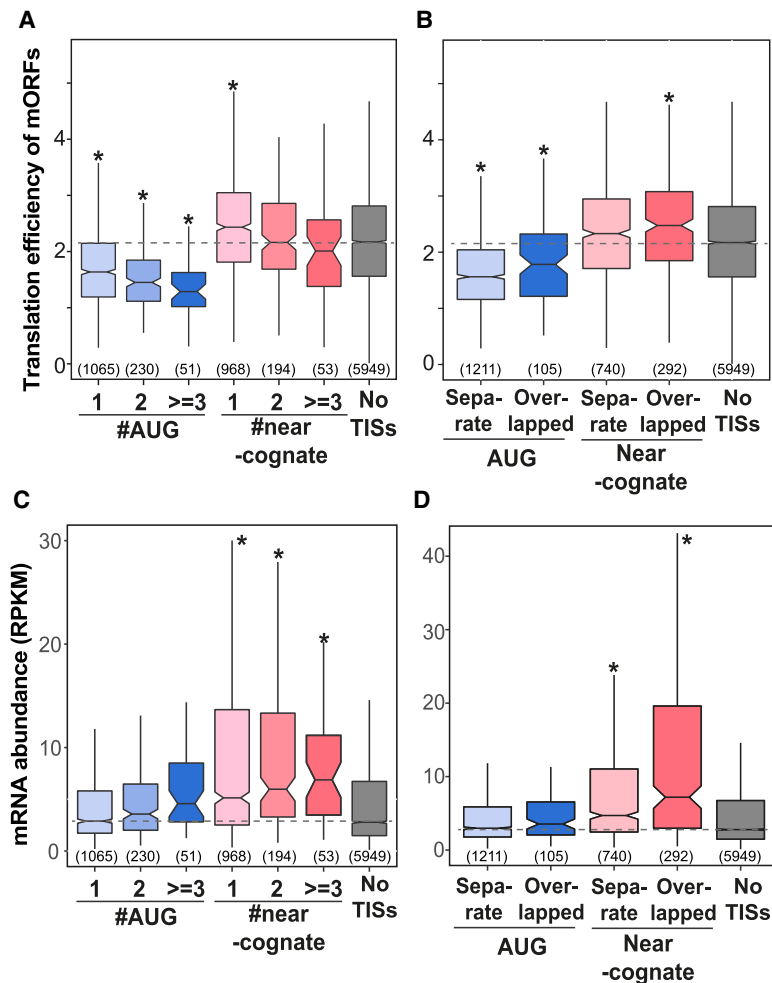 A
Translation efficiency of mORFs
4
2
0
*
*
*
*
(1065) (230) (51) (968) (194) (53) (5949)
1 2 >=3 1 2 >=3 No
TISs
#AUG #near
-cognate
B
4
2
0
*
*
*
(1211) (105) (740) (292) (5949)
Sepa- Over- Sepa- Over- No
rate lapped rate lapped TISs
AUG Near
-cognate
C
mRNA abundance (RPKM)
30
20
10
0
*
*
*
(1065) (230) (51) (968) (194) (53) (5949)
1 2 >=3 1 2 >=3 No
TISs
#AUG #near
-cognate
D
40
30
20
10
0
*
*
(1211) (105) (740) (292) (5949)
Sepa- Over- Sepa- Over- No
rate lapped rate lapped TISs
AUG Near
-cognate